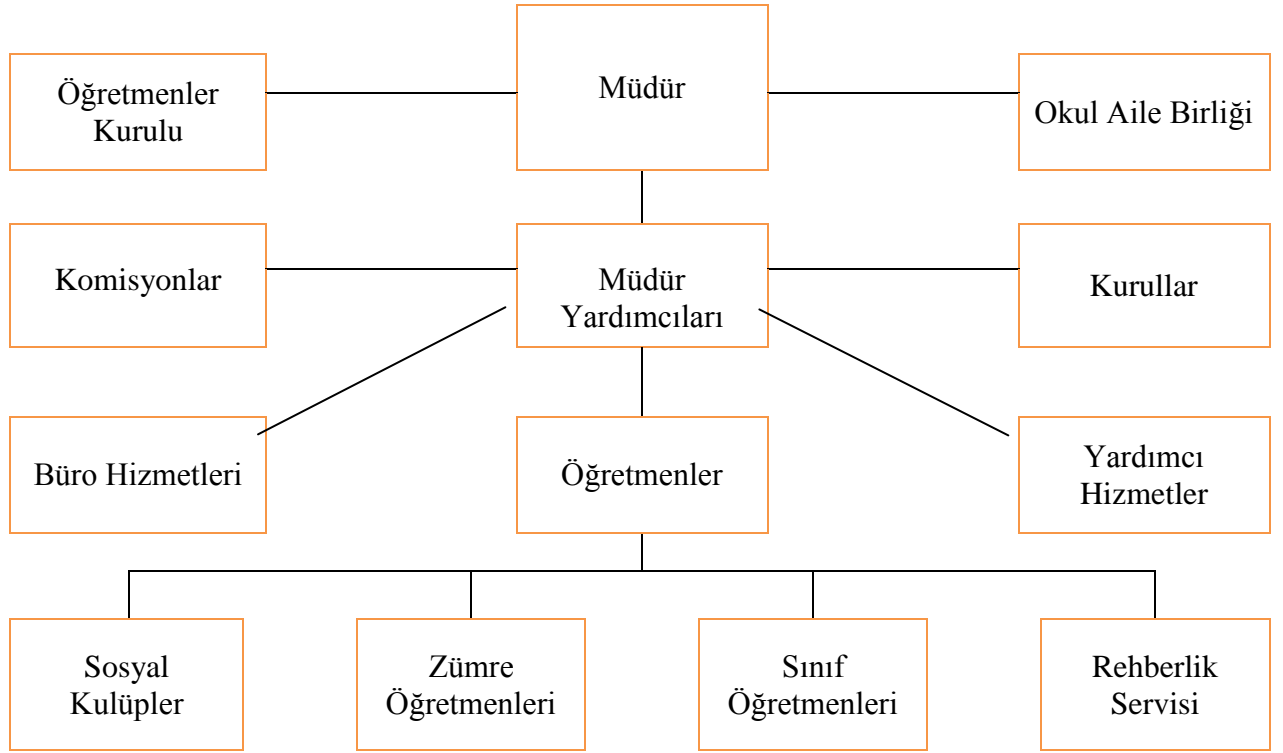 Öğretmenler
Kurulu
Müdür
Okul Aile Birliği
Komisyonlar
Müdür
Yardımcıları
Kurullar
Büro Hizmetleri
Öğretmenler
Yardımcı
Hizmetler
Sosyal
Kulüpler
Zümre
Öğretmenleri
Sınıf
Öğretmenleri
Rehberlik
Servisi